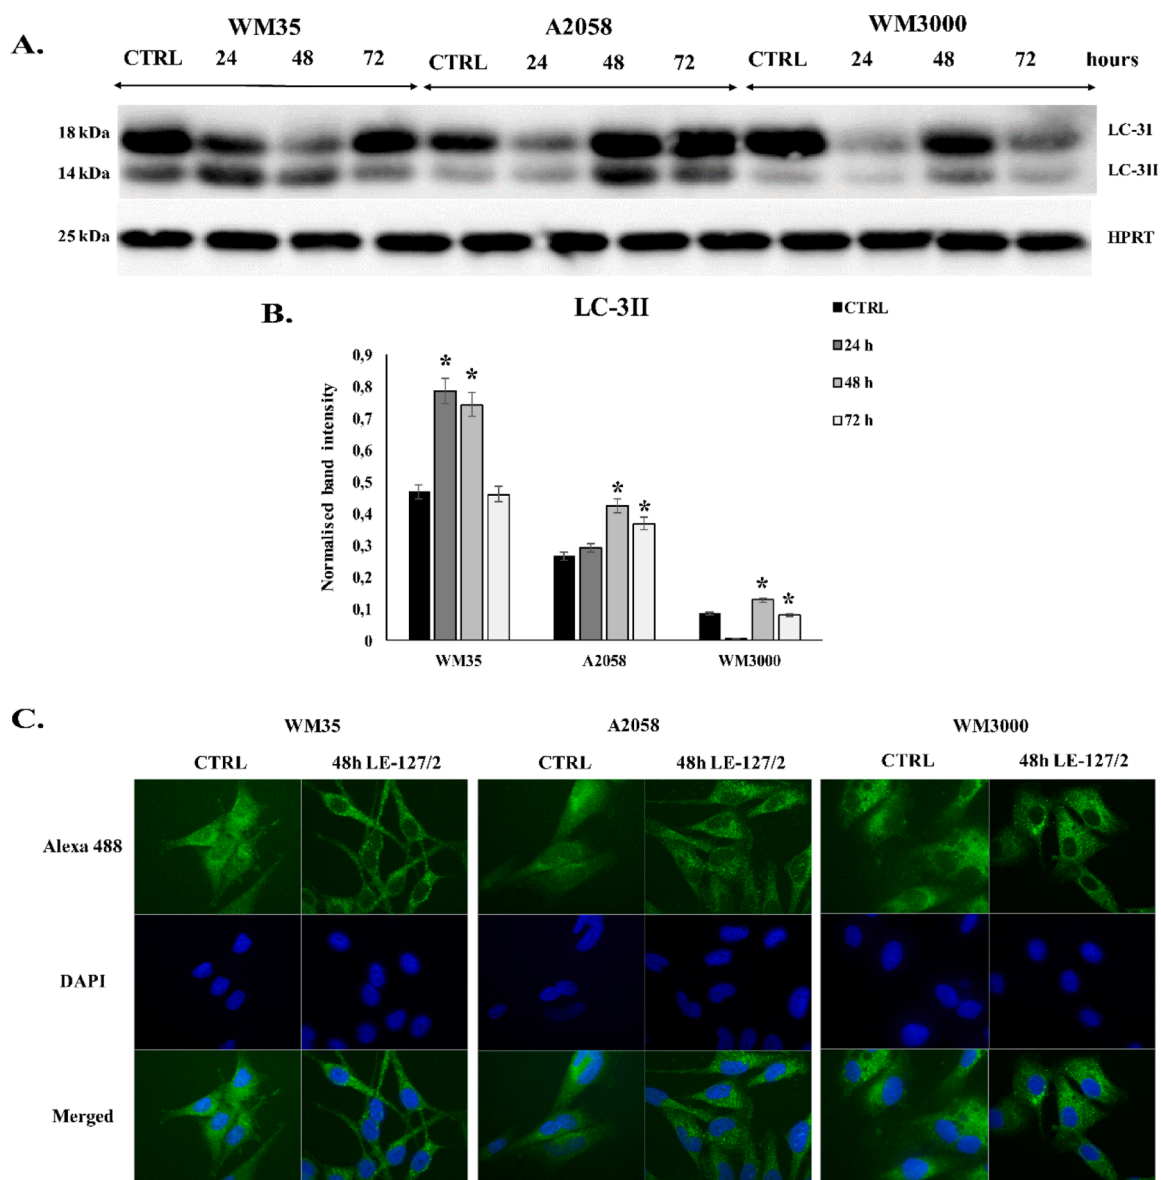 A.
WM35 A2058 WM3000
CTRL 24 48 72 CTRL 24 48 72 CTRL 24 48 72 hours
18 kDa LC-3I
14 kDa LC-3II
25 kDa HPRT
B. LC-3II
CTRL
24 h
48 h
72 h
Normalised band intensity
0,9
0,8
0,7
0,6
0,5
0,4
0,3
0,2
0,1
0
* * * * * *
WM35 A2058 WM3000
C.
WM35 A2058 WM3000
CTRL 48h LE-127/2 CTRL 48h LE-127/2 CTRL 48h LE-127/2
Alexa 488
DAPI
Merged